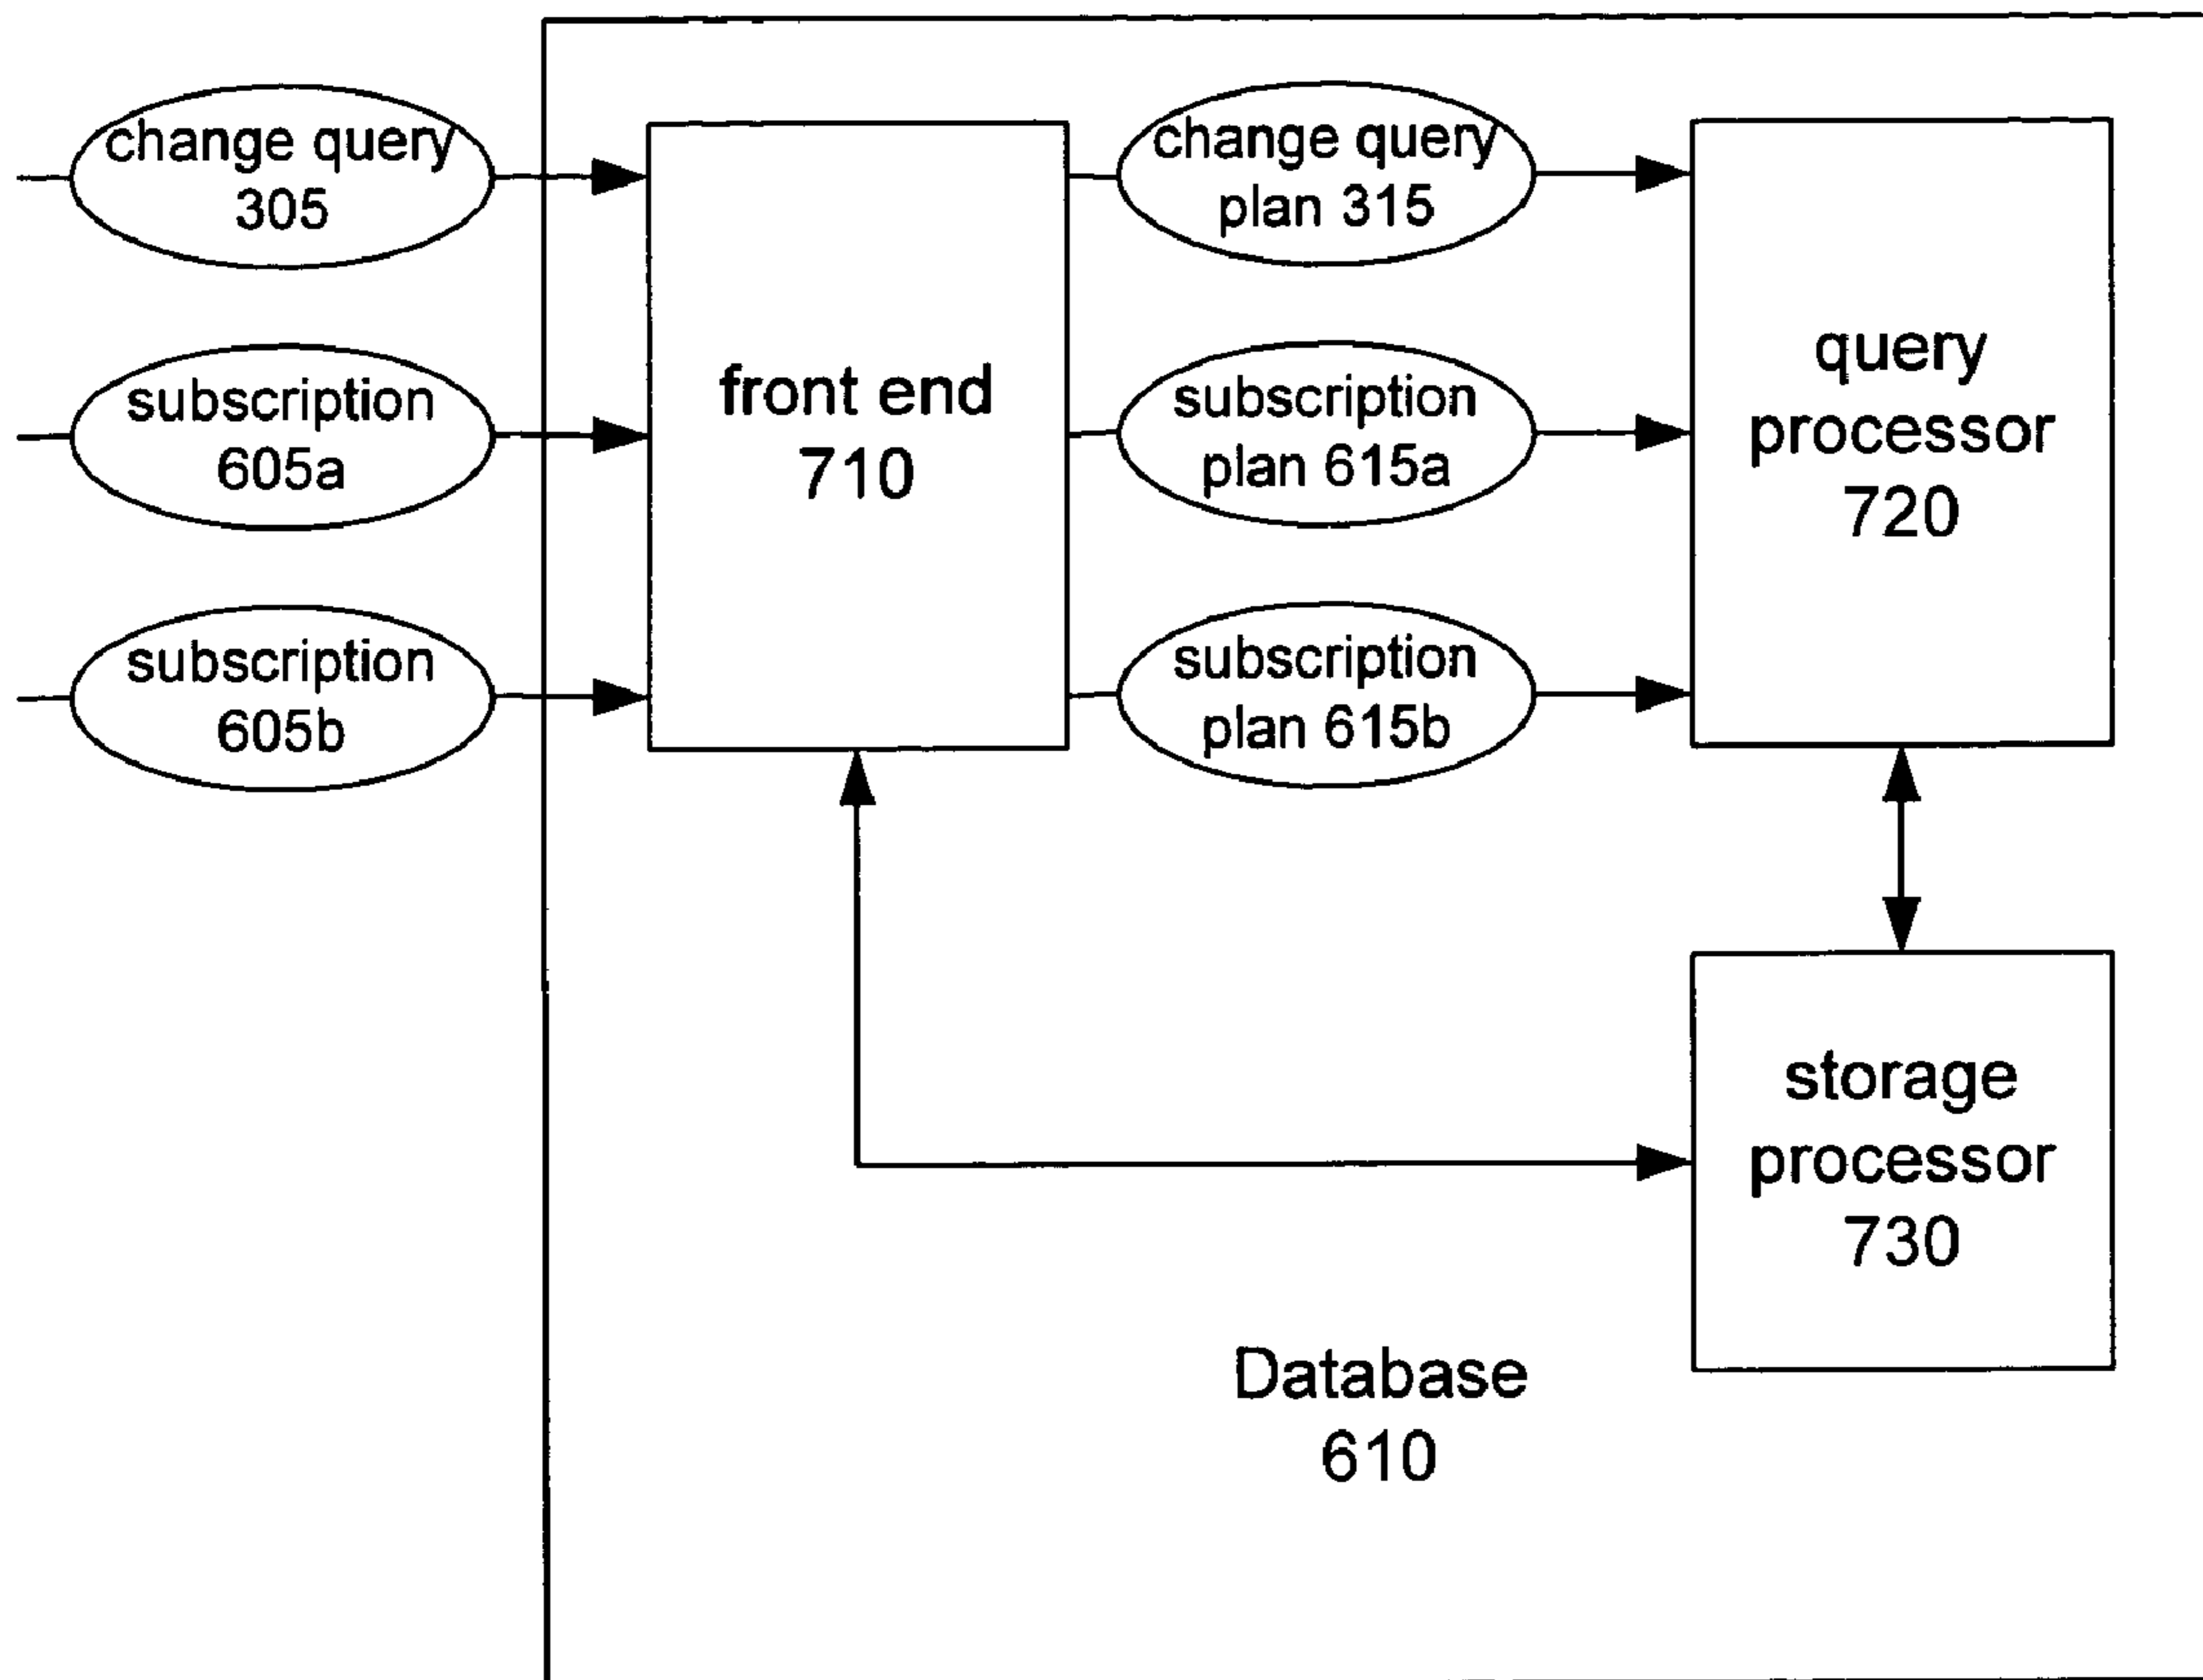 change query
305
subscription
605a
subscription
605b
front end
710
change query
plan 315
subscription
plan 615a
subscription
plan 615b
query
processor
720
storage
processor
730
Database
610